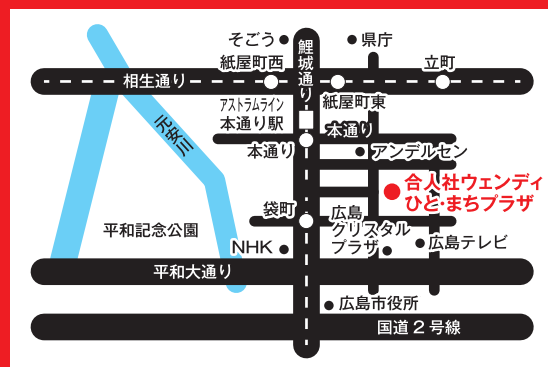 そごう
県庁
鯉城通り
紙屋町西
立町
相生通り
紙屋町東
アストラムライン
本通り駅
本通り
本通り
元安川
アンデルセン
合人社ウェンディ
ひと・まちプラザ
袋町
広島
クリスタル
プラザ
平和記念公園
NHK
広島テレビ
平和大通り
広島市役所
国道2号線